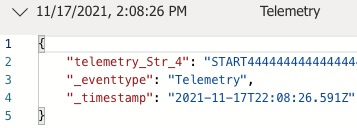 11/17/2021, 2:08:26 PM Telemetry
1 {
2 "telemetry_Str_4": "START444444444444444
3 "_eventtype": "Telemetry",
4 "_timestamp": "2021-11-17T22:08:26.591Z"
5 }